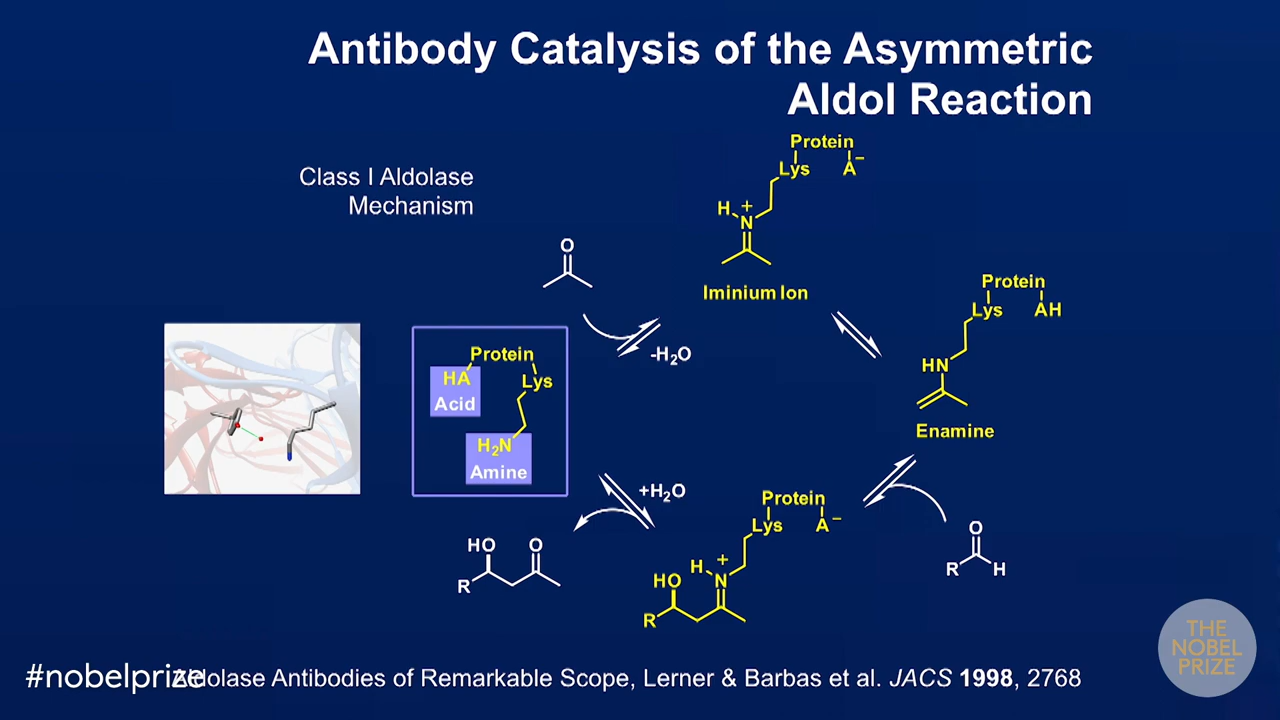 Antibody Catalysis of the Asymmetric
Aldol Reaction
Class I Aldolase
Mechanism
Protein
Lys
A⁻
H
+
N
Iminium Ion
O
-H₂O
Protein
Lys
AH
HN
Enamine
Protein
HA
Lys
Acid
H₂N
Amine
+H₂O
Protein
Lys
A⁻
H
+
N
HO
R
HO
O
R
O
R
H
THE
NOBEL
PRIZE
#nobelprize
Aldolase Antibodies of Remarkable Scope, Lerner & Barbas et al. JACS 1998, 2768